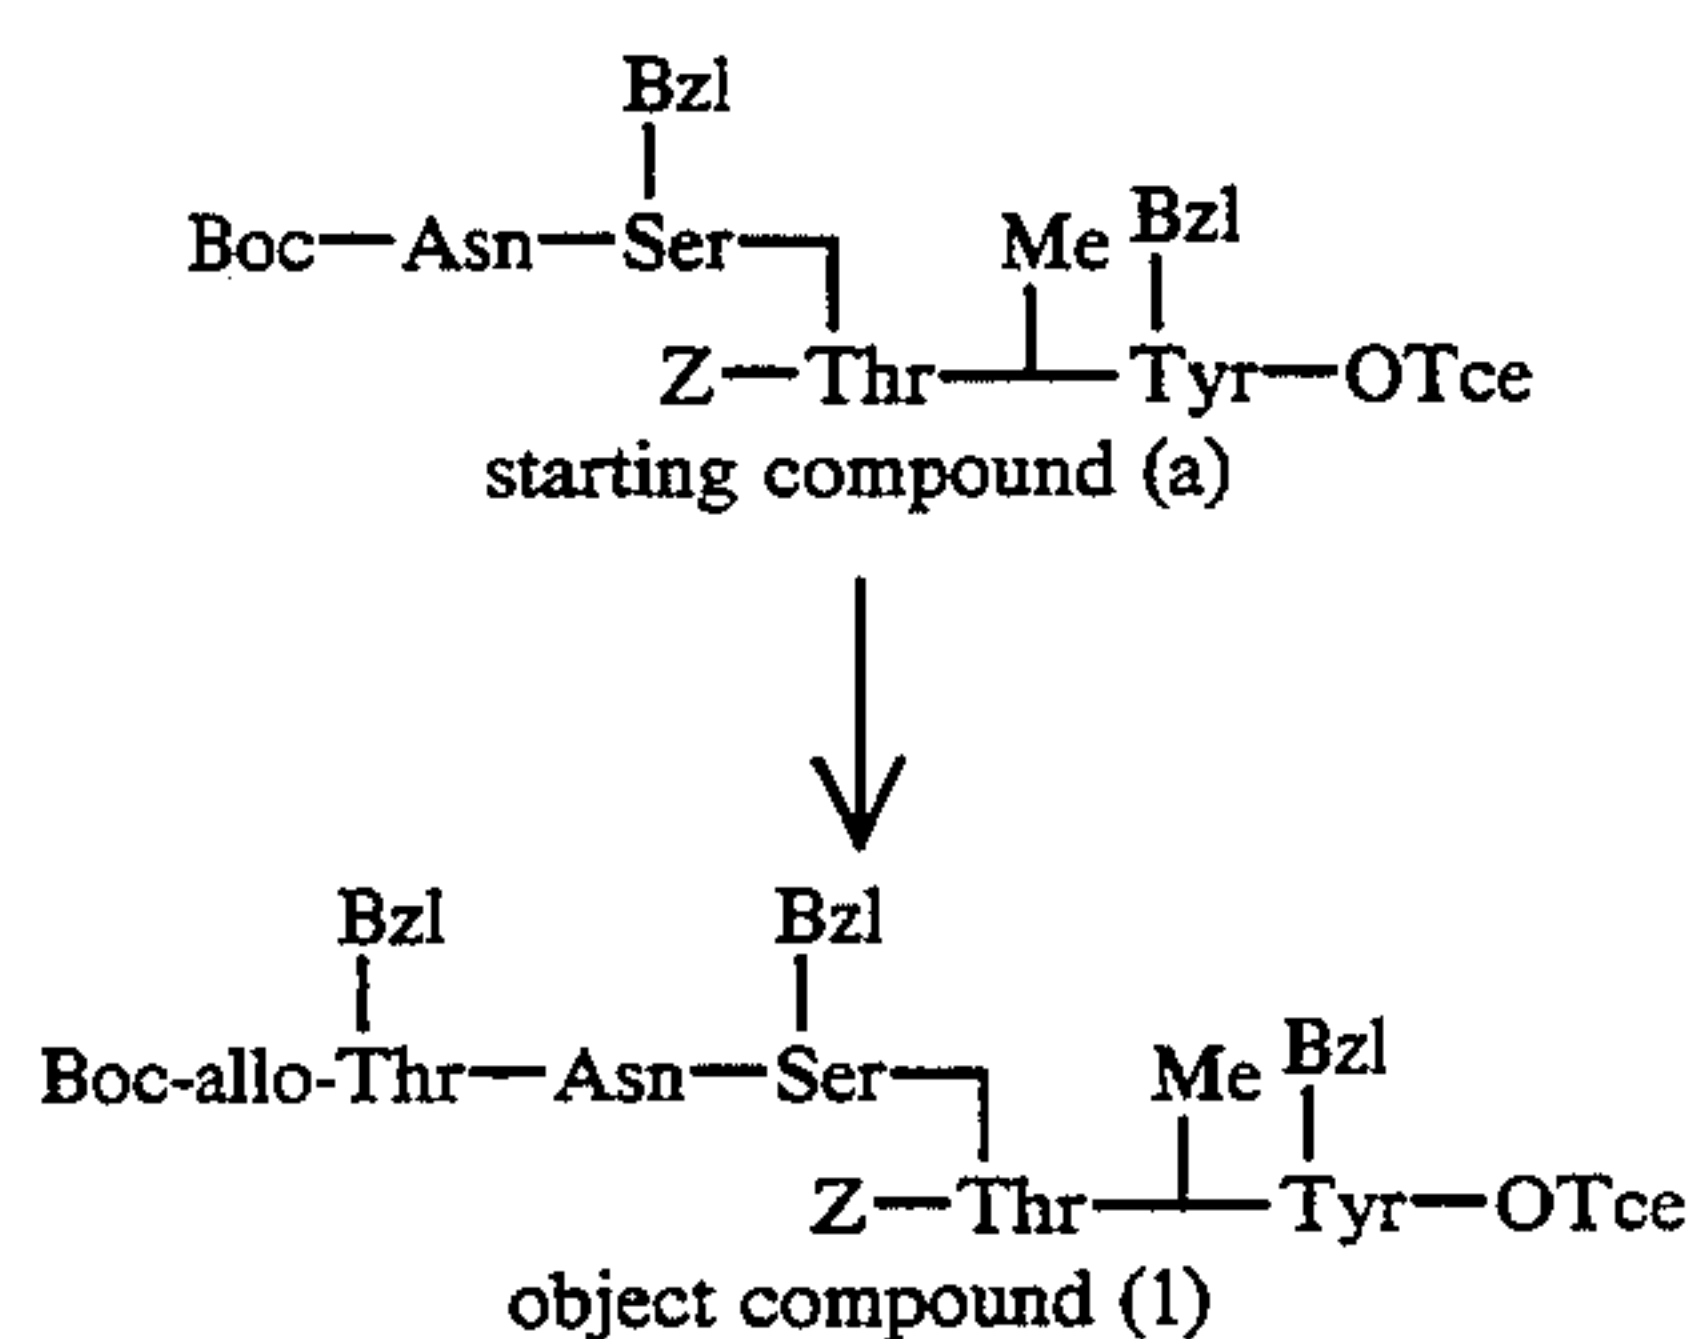 Bzl
Boc—Asn—Ser
Me Bzl
Z—Thr Tyr—OTce
starting compound (a)
Bzl Bzl
Boc-allo-Thr—Asn—Ser
Me Bzl
Z—Thr Tyr—OTce
object compound (1)